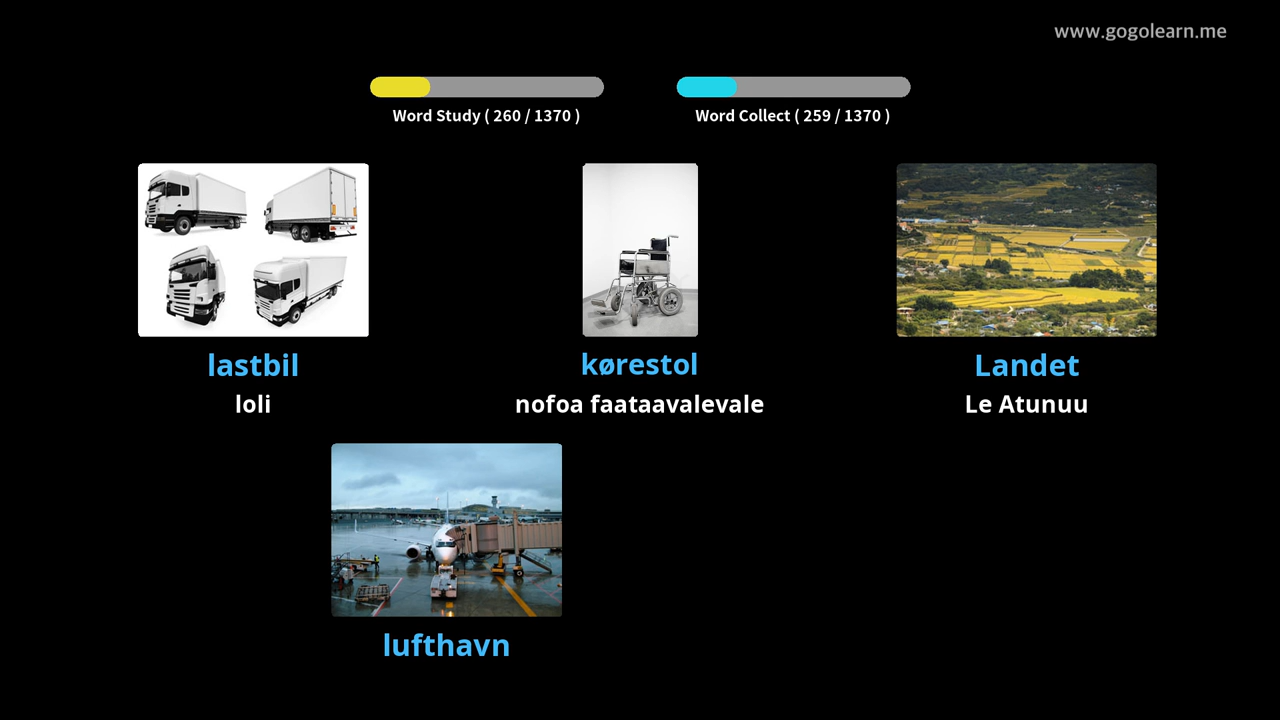 www.gogolearn.me
Word Study ( 260 / 1370 )
Word Collect ( 259 / 1370 )
lastbil
loli
kørestol
nofoa faataavalevale
Landet
Le Atunuu
lufthavn